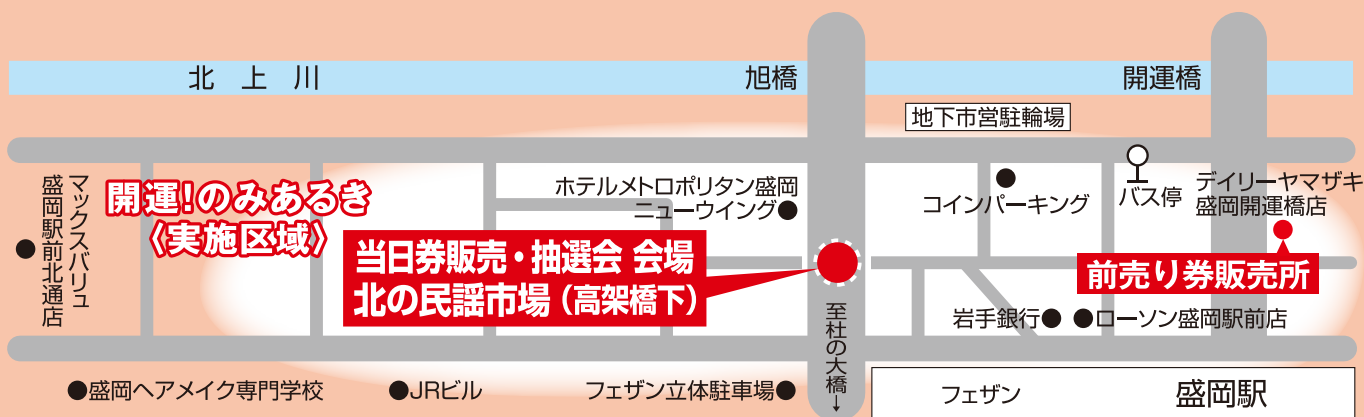 北上川
旭橋
開運橋
地下市営駐輪場
マックスバリュ
盛岡駅前北通店
開運!のみあるき
〈実施区域〉
ホテルメトロポリタン盛岡
ニューウイング
コインパーキング
バス停
デイリーヤマザキ
盛岡開運橋店
当日券販売・抽選会 会場
北の民謡市場(高架橋下)
前売り券販売所
至杜の大橋→
岩手銀行
ローソン盛岡駅前店
盛岡ヘアメイク専門学校
JRビル
フェザン立体駐車場
フェザン
盛岡駅